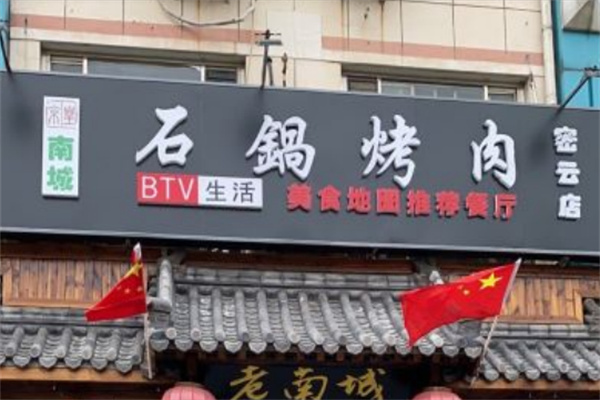 南城
石鍋烤肉
密云店
BTV生活
美食地圖推荐餐厅
老南城